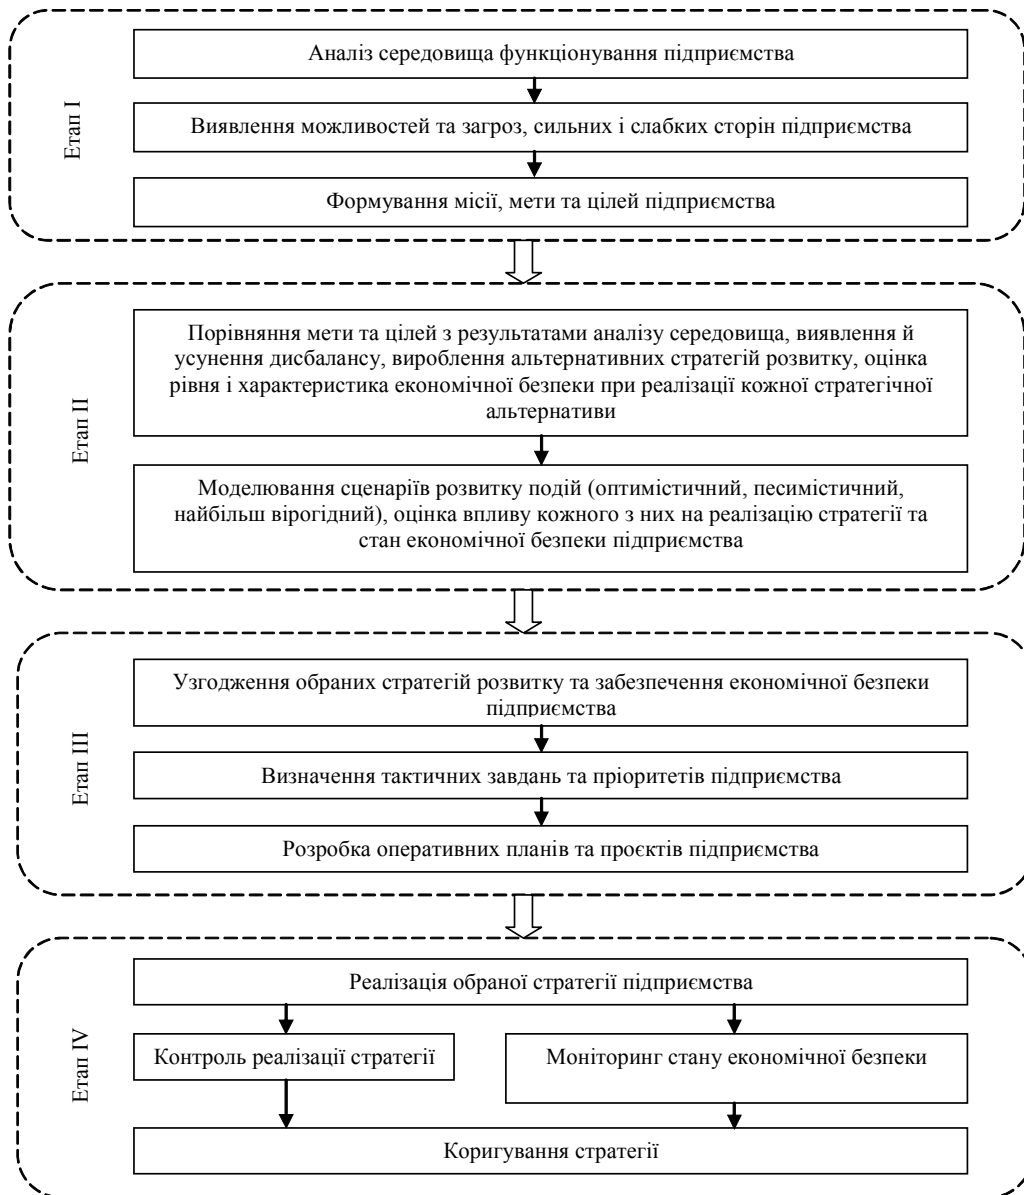 Етап I
Аналіз середовища функціонування підприємства
Виявлення можливостей та загроз, сильних і слабких сторін підприємства
Формування місії, мети та цілей підприємства
Етап II
Порівняння мети та цілей з результатами аналізу середовища, виявлення й
усунення дисбалансу, вироблення альтернативних стратегій розвитку, оцінка
рівня і характеристика економічної безпеки при реалізації кожної стратегічної
альтернативи
Моделювання сценаріїв розвитку подій (оптимістичний, песимістичний,
найбільш вірогідний), оцінка впливу кожного з них на реалізацію стратегії та
стан економічної безпеки підприємства
Етап III
Узгодження обраних стратегій розвитку та забезпечення економічної безпеки
підприємства
Визначення тактичних завдань та пріоритетів підприємства
Розробка оперативних планів та проєктів підприємства
Етап IV
Реалізація обраної стратегії підприємства
Контроль реалізації стратегії
Моніторинг стану економічної безпеки
Коригування стратегії